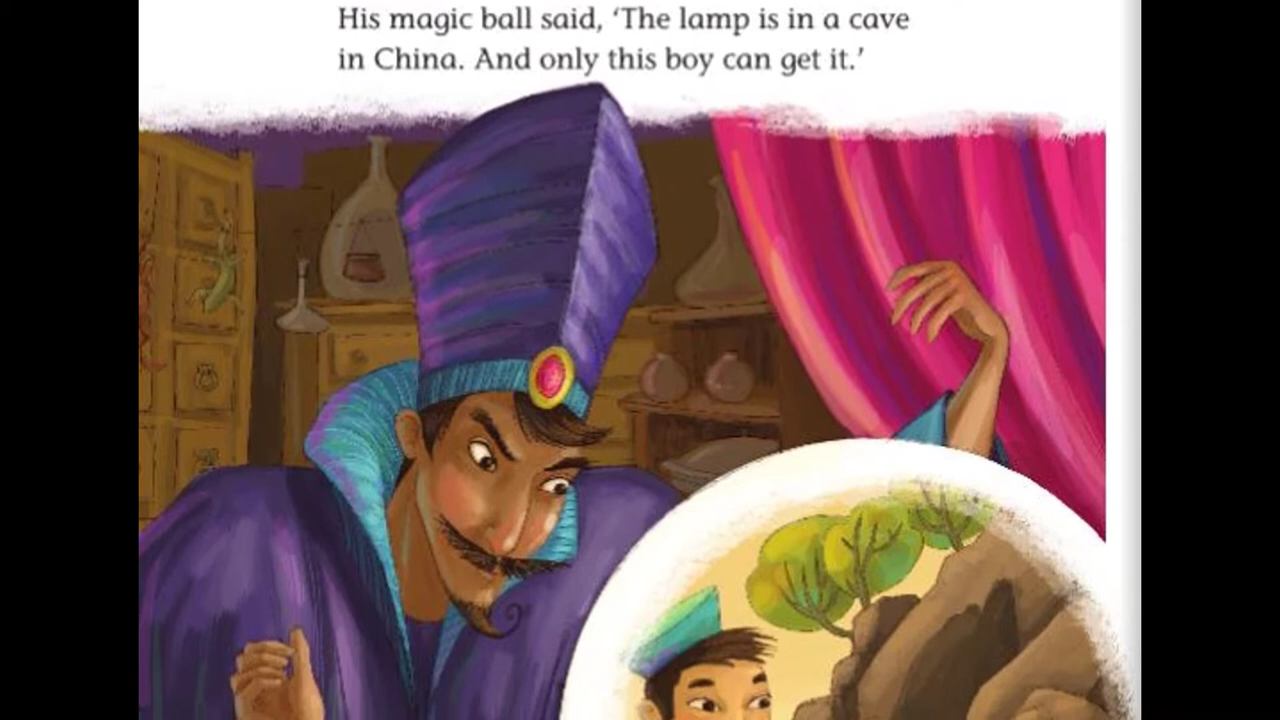 His magic ball said, ‘The lamp is in a cave
in China. And only this boy can get it.’